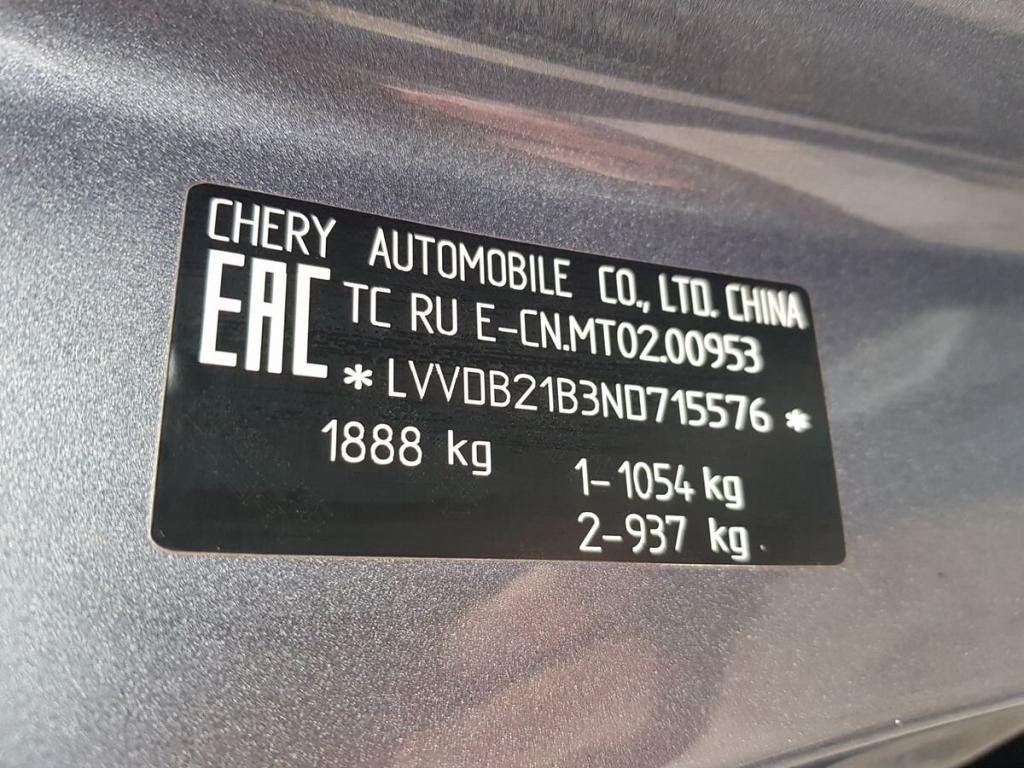 CHERY AUTOMOBILE CO., LTD. CHINA
EAC TC RU E-CN.MT02.00953
*LVVDB21B3ND715576*
1888 kg
1-1054 kg
2-937 kg